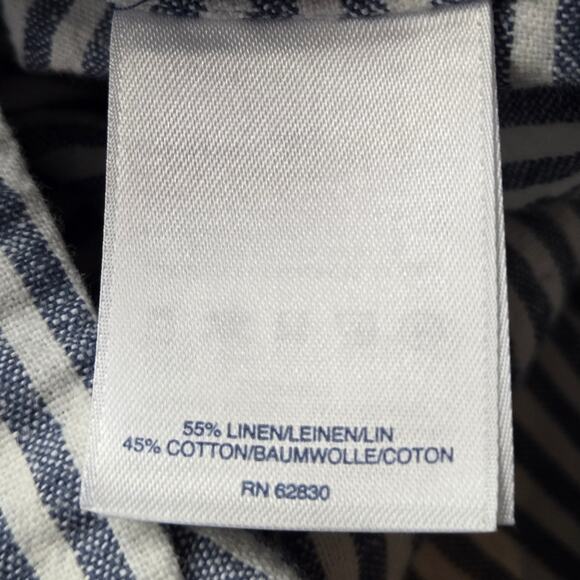 55% LINEN/LEINEN/LIN
45% COTTON/BAUMWOLLE/COTON
RN 62830